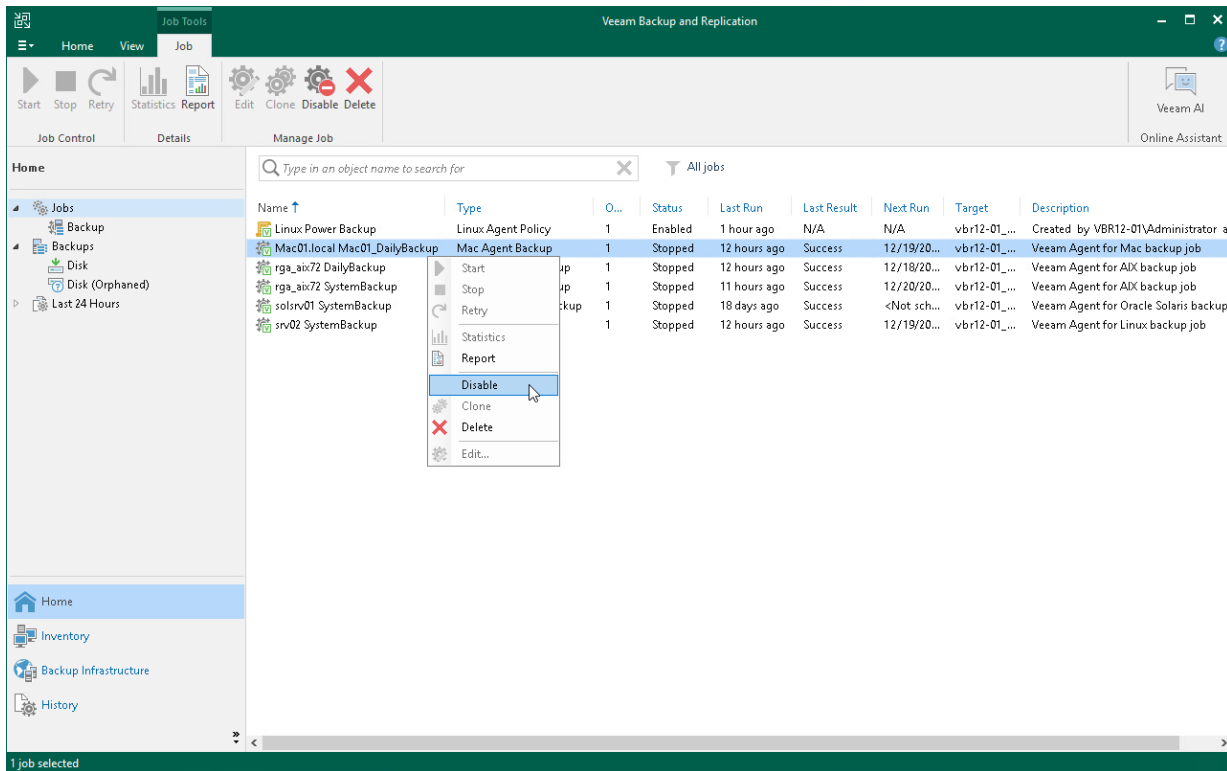 Job Tools
Veeam Backup and Replication
Home View Job
Start Stop Retry Statistics Report Edit Clone Disable Delete
Veeam AI
Job Control Details Manage Job Online Assistant
Home
Type in an object name to search for
All jobs
Jobs
Backup
Backups
Disk
Disk (Orphaned)
Last 24 Hours
Name Type O... Status Last Run Last Result Next Run Target Description
Linux Power Backup Linux Agent Policy 1 Enabled 1 hour ago N/A N/A vbr12-01_... Created by VBR12-01\Administrator a
Mac01.local Mac01_DailyBackup Mac Agent Backup 1 Stopped 12 hours ago Success 12/19/20... vbr12-01_... Veeam Agent for Mac backup job
rga_aix72 DailyBackup up 1 Stopped 12 hours ago Success 12/18/20... vbr12-01_... Veeam Agent for AIX backup job
rga_aix72 SystemBackup up 1 Stopped 11 hours ago Success 12/20/20... vbr12-01_... Veeam Agent for AIX backup job
solsrv01 SystemBackup kup 1 Stopped 18 days ago Success <Not sch... vbr12-01_... Veeam Agent for Oracle Solaris backup
srv02 SystemBackup 1 Stopped 12 hours ago Success 12/19/20... vbr12-01_... Veeam Agent for Linux backup job
Start
Stop
Retry
Statistics
Report
Disable
Clone
Delete
Edit...
Home
Inventory
Backup Infrastructure
History
1 job selected